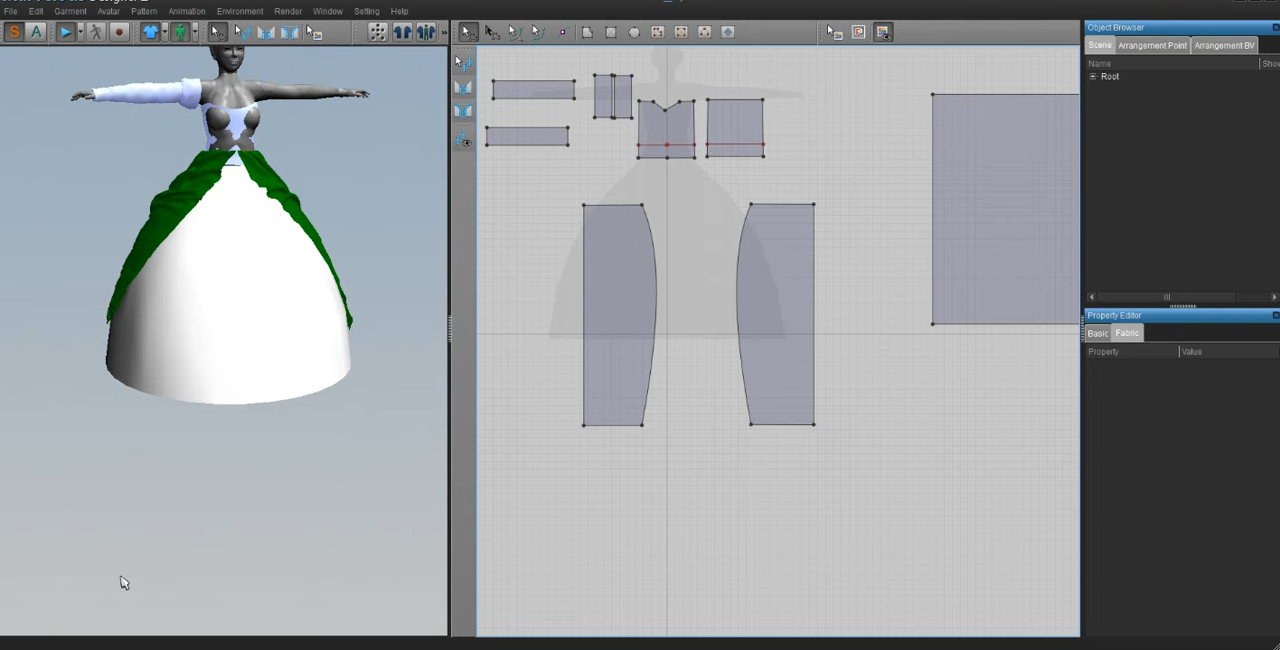 File Edit Garment Avatar Pattern Animation Environment Render Window Setting Help
S A
Object Browser
Scene Arrangement Point Arrangement BV
Name
Root
Property Editor
Basic Fabric
Property Value